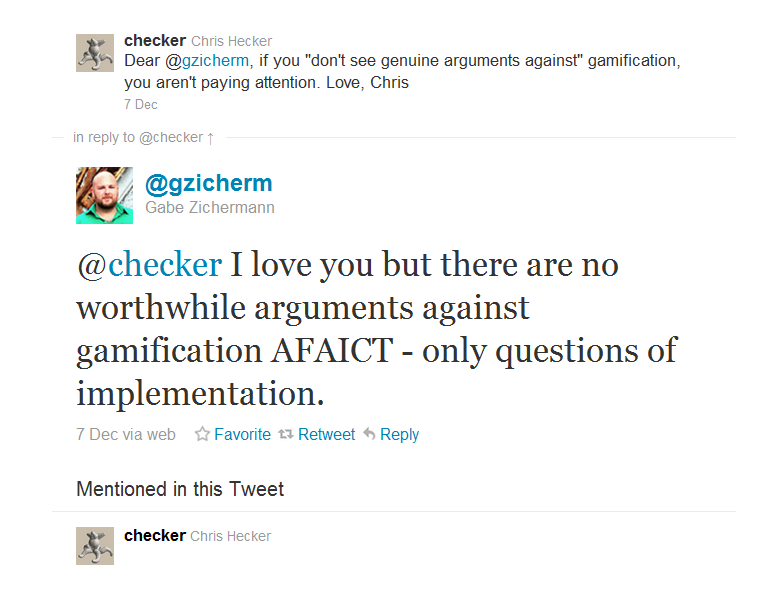 checker Chris Hecker
Dear @gzicherm, if you "don't see genuine arguments against" gamification,
you aren't paying attention. Love, Chris
7 Dec
in reply to @checker ↑
@gzicherm
Gabe Zichermann
@checker I love you but there are no
worthwhile arguments against
gamification AFAICT - only questions of
implementation.
7 Dec via web Favorite Retweet Reply
Mentioned in this Tweet
checker Chris Hecker